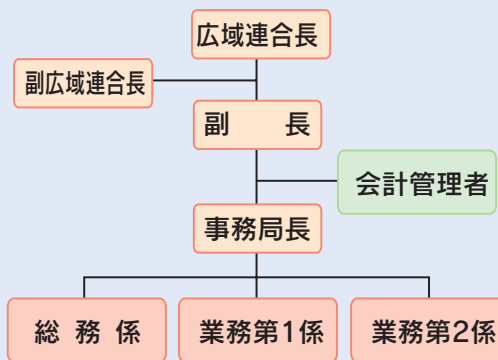 広域連合長
副広域連合長
副　　長
会計管理者
事務局長
総 務 係
業務第1係
業務第2係